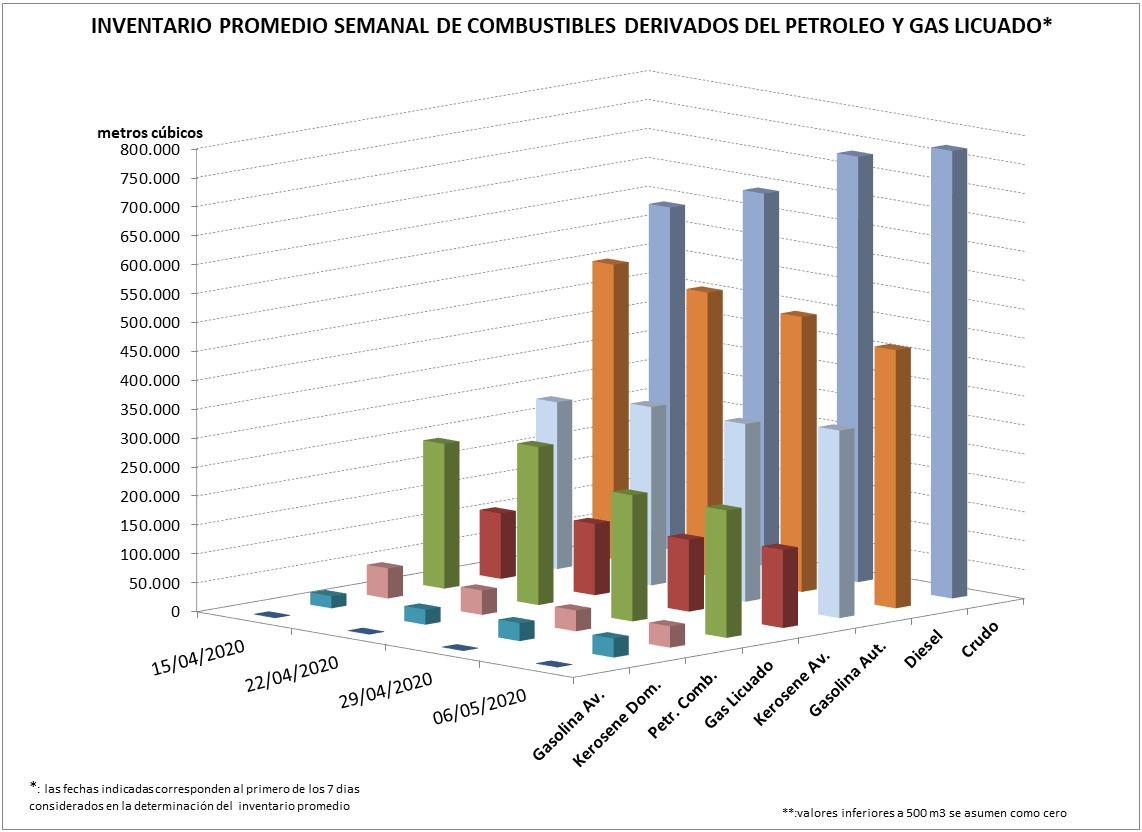 INVENTARIO PROMEDIO SEMANAL DE COMBUSTIBLES DERIVADOS DEL PETROLEO Y GAS LICUADO*
metros cúbicos
800.000
750.000
700.000
650.000
600.000
550.000
500.000
450.000
400.000
350.000
300.000
250.000
200.000
150.000
100.000
50.000
0
15/04/2020
22/04/2020
29/04/2020
06/05/2020
Gasolina Av.
Kerosene Dom.
Petr. Comb.
Gas Licuado
Kerosene Av.
Gasolina Aut.
Diesel
Crudo
*: las fechas indicadas corresponden al primero de los 7 dias
considerados en la determinación del inventario promedio
**:valores inferiores a 500 m3 se asumen como cero